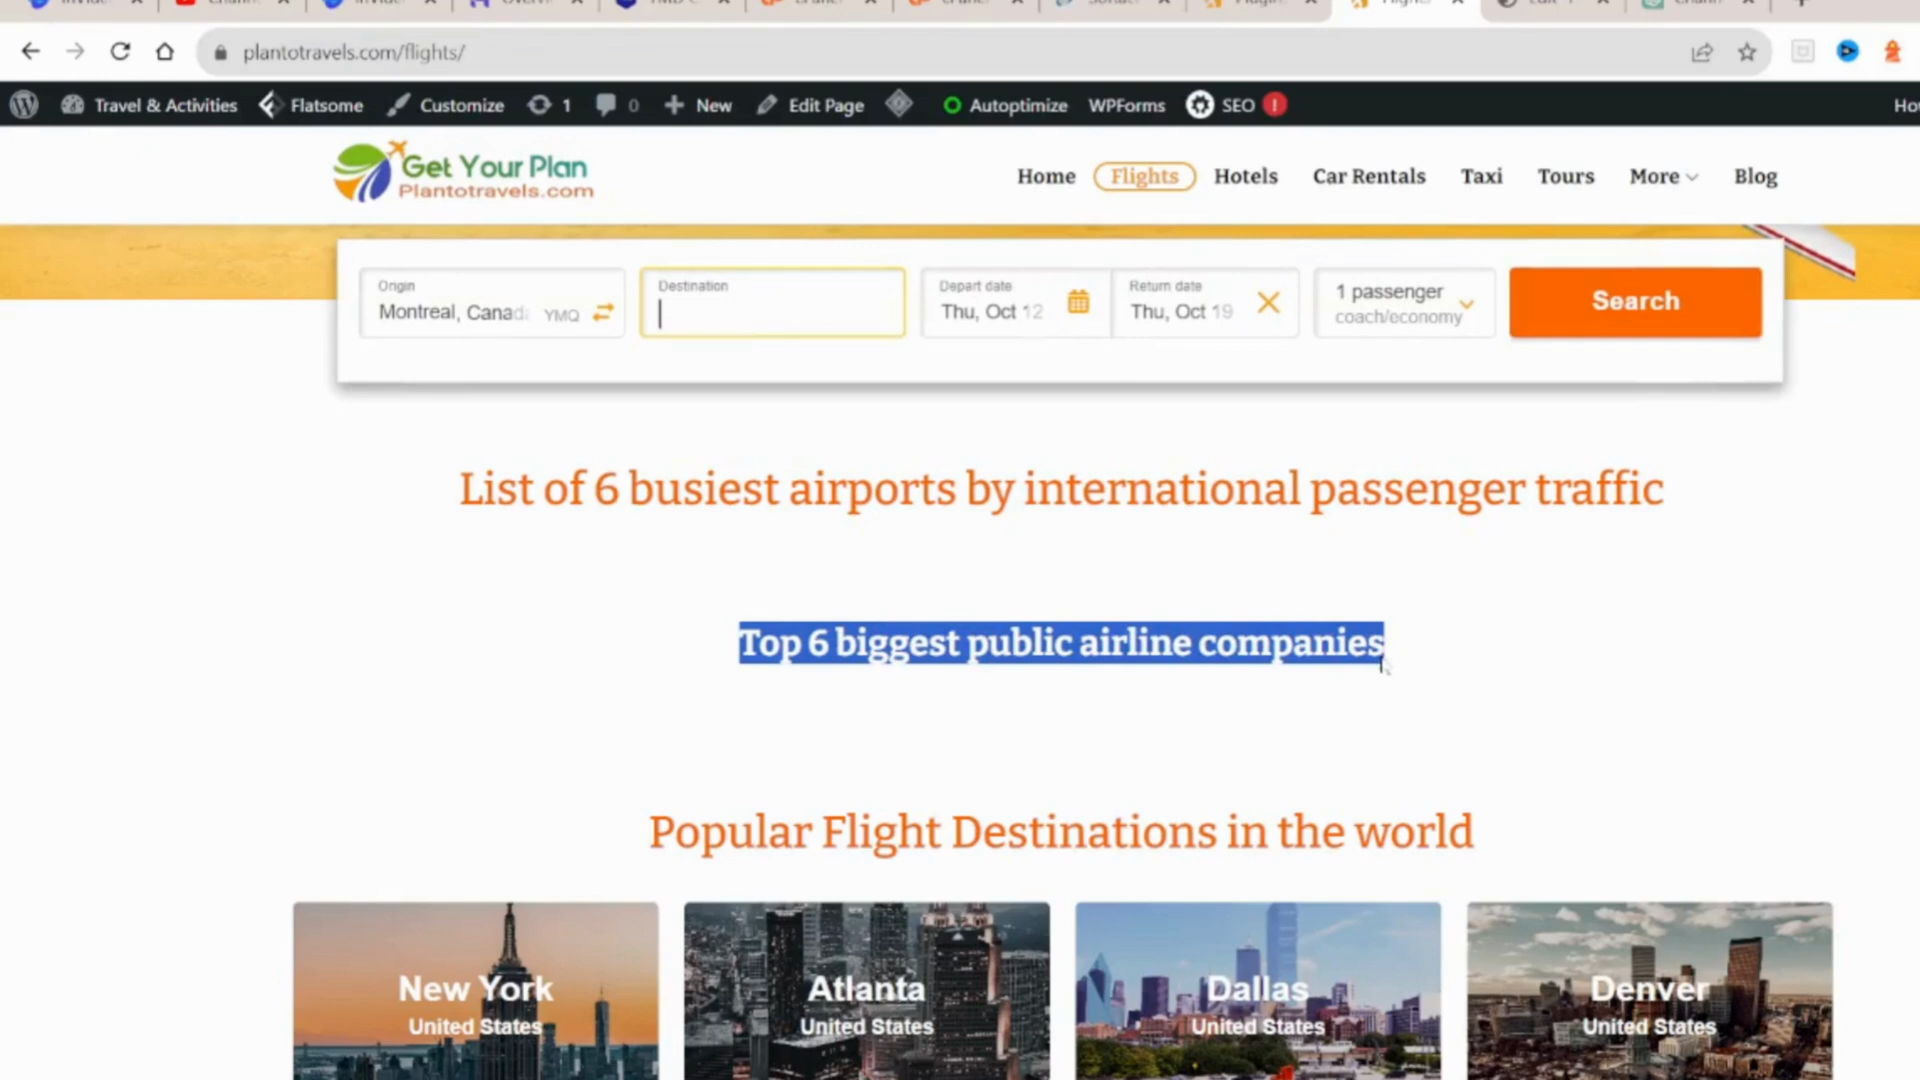 plantotravels.com/flights/
Travel & Activities Flatsome Customize 1 0 New Edit Page Autoptimize WPForms SEO !
Get Your Plan
Plantotravels.com
Home Flights Hotels Car Rentals Taxi Tours More Blog
Origin Destination Depart date Return date 1 passenger Search
Montreal, Canad YMQ Thu, Oct 12 Thu, Oct 19 coach/economy
List of 6 busiest airports by international passenger traffic
Top 6 biggest public airline companies
Popular Flight Destinations in the world
New York Atlanta Dallas Denver
United States United States United States United States